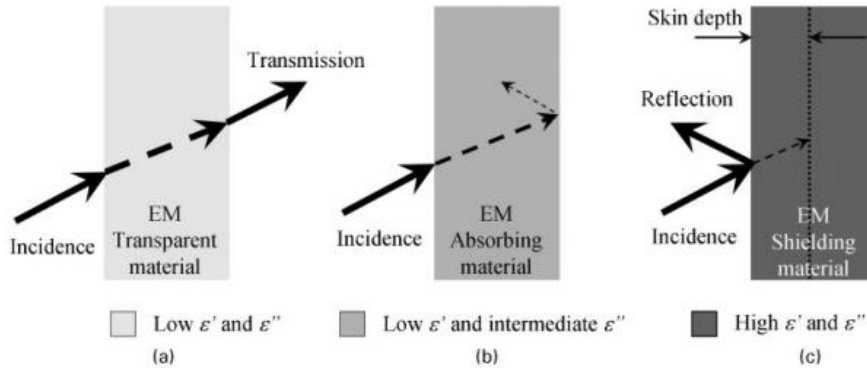 Transmission
Incidence
EM
Transparent
material
Low ε' and ε''
(a)
Incidence
EM
Absorbing
material
Low ε' and intermediate ε''
(b)
Skin depth
Reflection
Incidence
EM
Shielding
material
High ε' and ε''
(c)